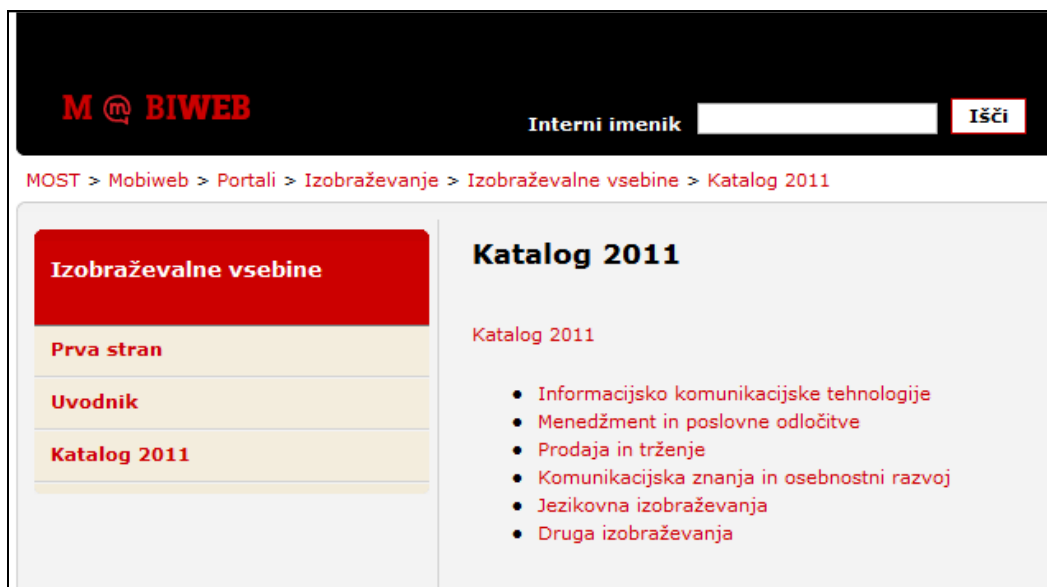 M @ BIWEB
Interni imenik
Išči
MOST > Mobiweb > Portali > Izobraževanje > Izobraževalne vsebine > Katalog 2011
Izobraževalne vsebine
Prva stran
Uvodnik
Katalog 2011
Katalog 2011
Katalog 2011
• Informacijsko komunikacijske tehnologije
• Menedžment in poslovne odločitve
• Prodaja in trženje
• Komunikacijska znanja in osebnostni razvoj
• Jezikovna izobraževanja
• Druga izobraževanja